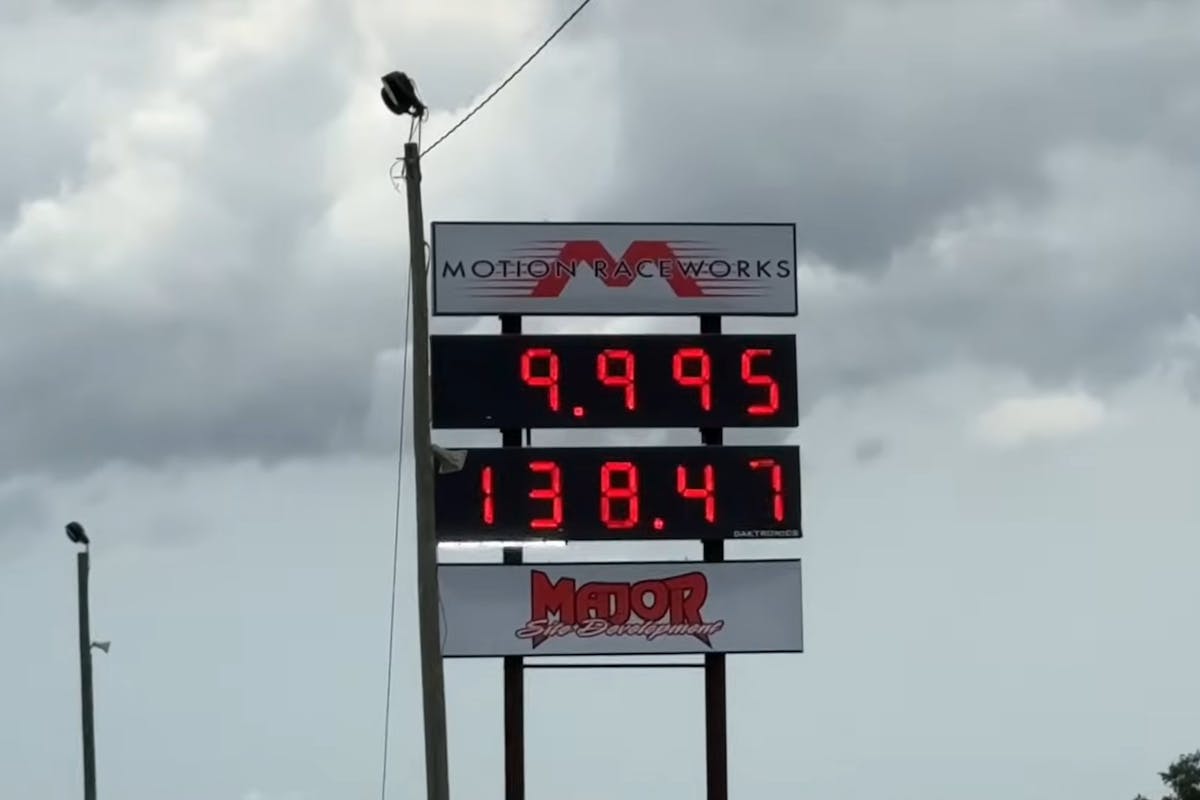 MOTION RACEWORKS
9.995
138.47
DAKTRONICS
MAJOR
Site Development